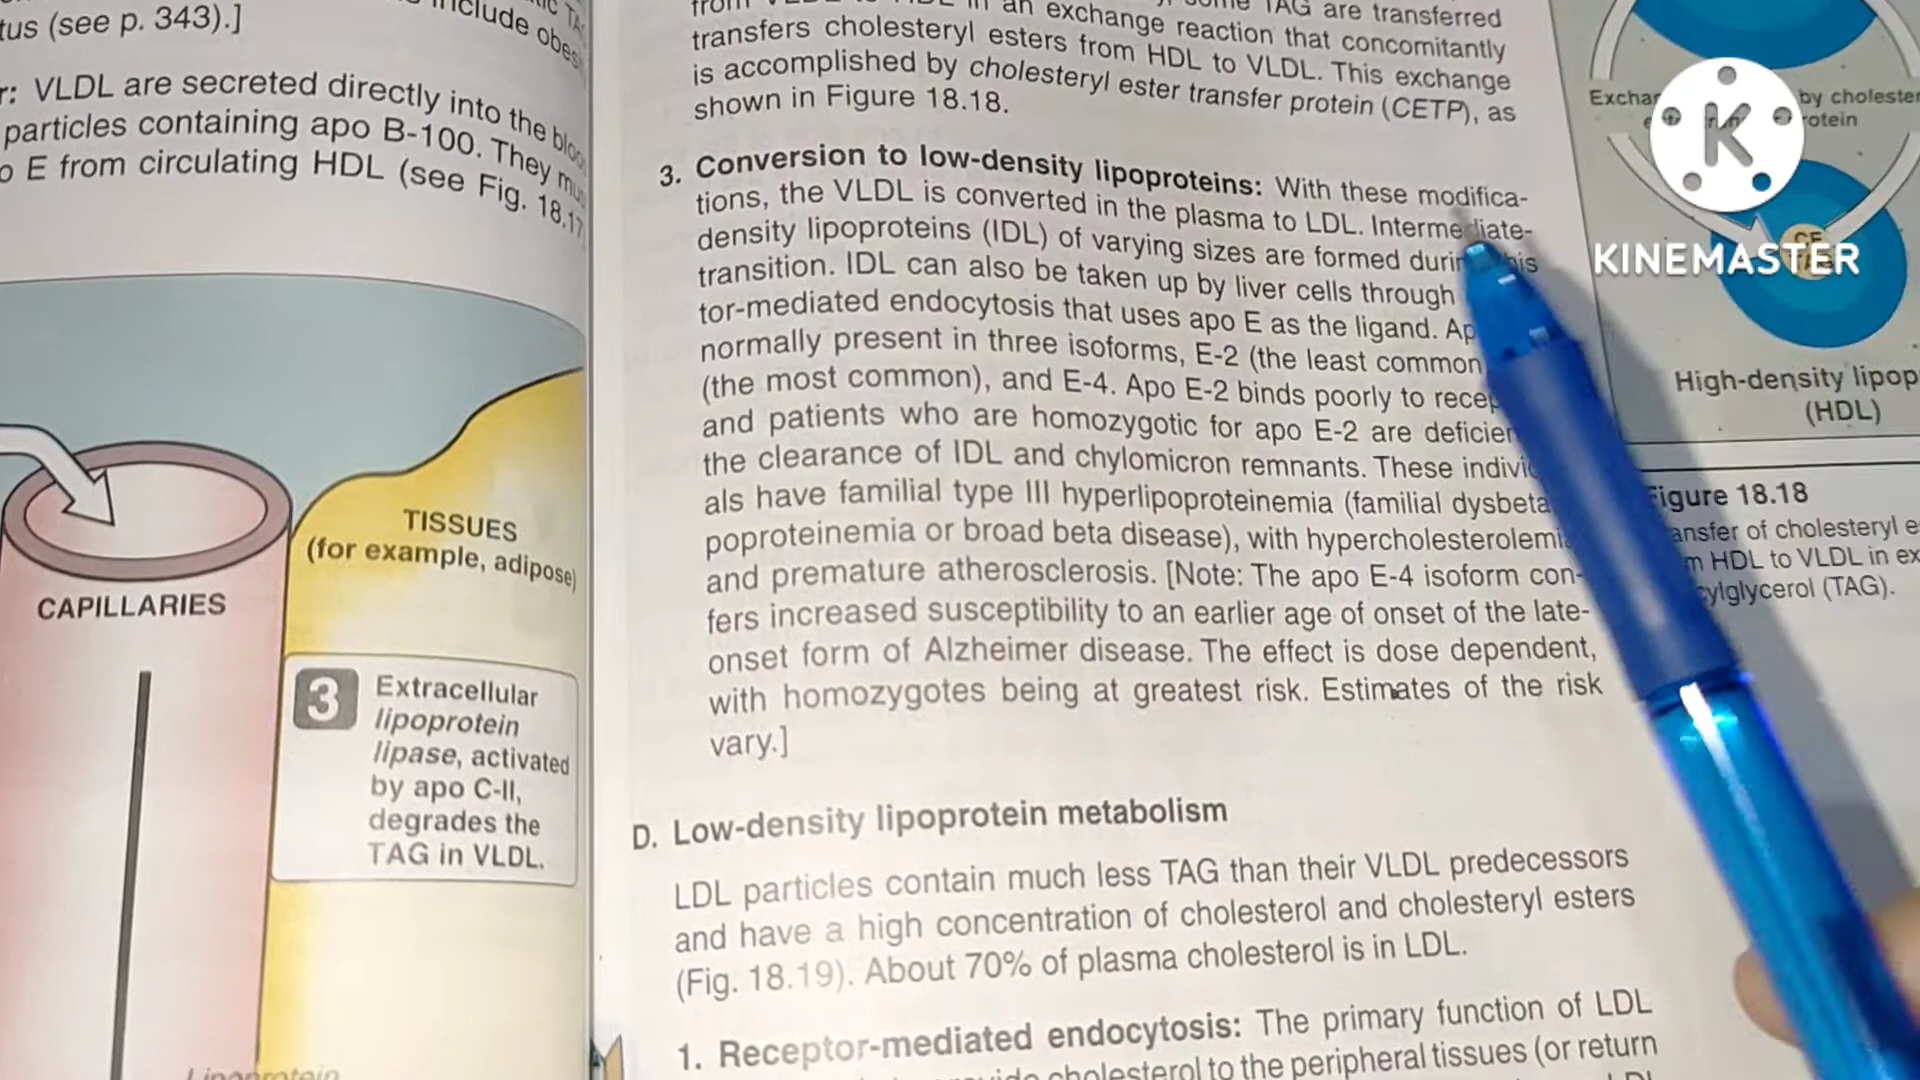 include obes
tus (see p. 343).]
r: VLDL are secreted directly into the
particles containing apo B-100. They
o E from circulating HDL (see Fig. 18.17
TISSUES
(for example, adipose)
CAPILLARIES
3
Extracellular
lipoprotein
lipase, activated
by apo C-II,
degrades the
TAG in VLDL.
TAG are transferred
an exchange reaction that concomitantly
transfers cholesteryl esters from HDL to VLDL. This exchange
is accomplished by cholesteryl ester transfer protein (CETP), as
shown in Figure 18.18.
3. Conversion to low-density lipoproteins: With these modifica-
tions, the VLDL is converted in the plasma to LDL. Intermediate-
density lipoproteins (IDL) of varying sizes are formed
transition. IDL can also be taken up by liver cells through
tor-mediated endocytosis that uses apo E as the ligand.
normally present in three isoforms, E-2 (the least common
(the most common), and E-4. Apo E-2 binds poorly to
and patients who are homozygotic for apo E-2 are
the clearance of IDL and chylomicron remnants. These
als have familial type III hyperlipoproteinemia (familial
poproteinemia or broad beta disease), with
and premature atherosclerosis. [Note: The apo E-4 isoform con-
fers increased susceptibility to an earlier age of onset of the late-
onset form of Alzheimer disease. The effect is dose dependent,
with homozygotes being at greatest risk. Estimates of the risk
vary.]
D. Low-density lipoprotein metabolism
LDL particles contain much less TAG than their VLDL predecessors
and have a high concentration of cholesterol and cholesteryl esters
(Fig. 18.19). About 70% of plasma cholesterol is in LDL.
1. Receptor-mediated endocytosis: The primary function of LDL
cholesterol to the peripheral tissues (or return
by
K
KINEMASTER
High-density
(HDL)
Figure 18.18
of cholesteryl
HDL to VLDL in
(TAG).